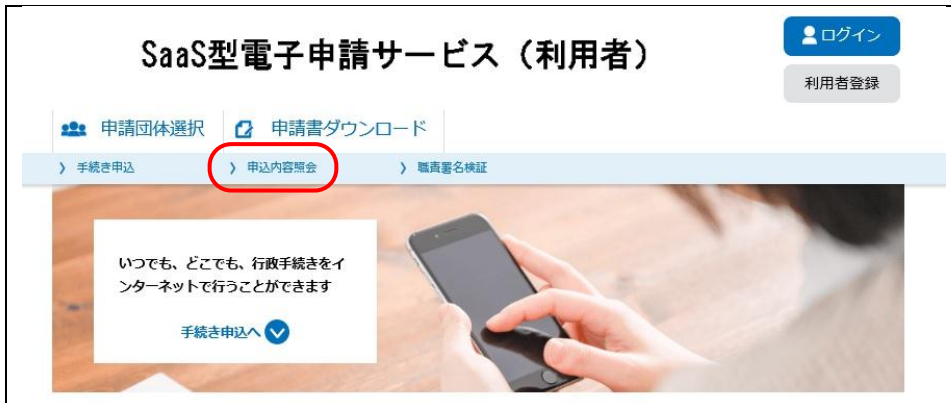 SaaS型電子申請サービス（利用者）
ログイン
利用者登録
申請団体選択
申請書ダウンロード
手続き申込
申込内容照会
職責署名検証
いつでも、どこでも、行政手続きをイ
ンターネットで行うことができます
手続き申込へ